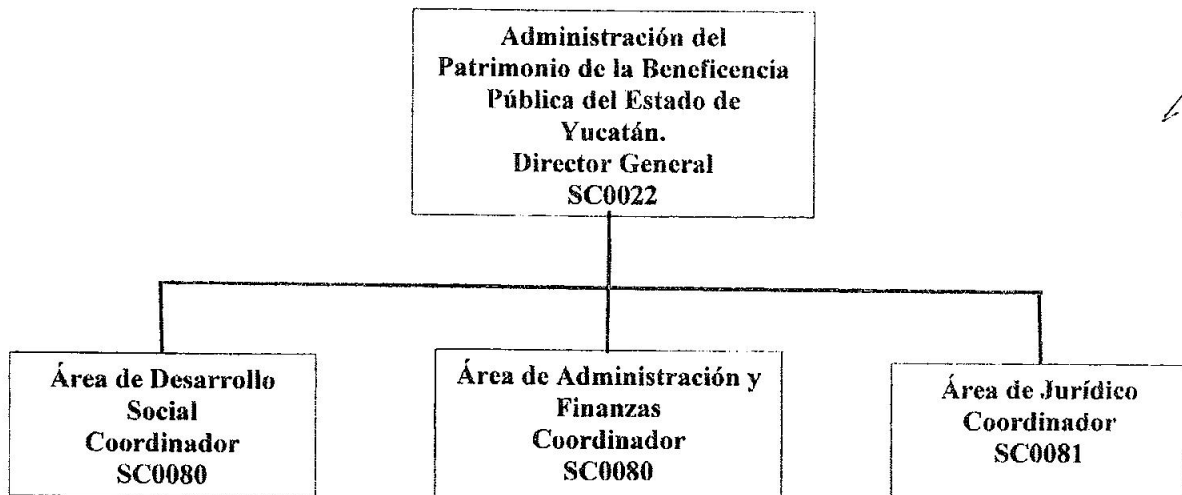 Administración del
Patrimonio de la Beneficencia
Pública del Estado de
Yucatán.
Director General
SC0022
Área de Desarrollo
Social
Coordinador
SC0080
Área de Administración y
Finanzas
Coordinador
SC0080
Área de Jurídico
Coordinador
SC0081